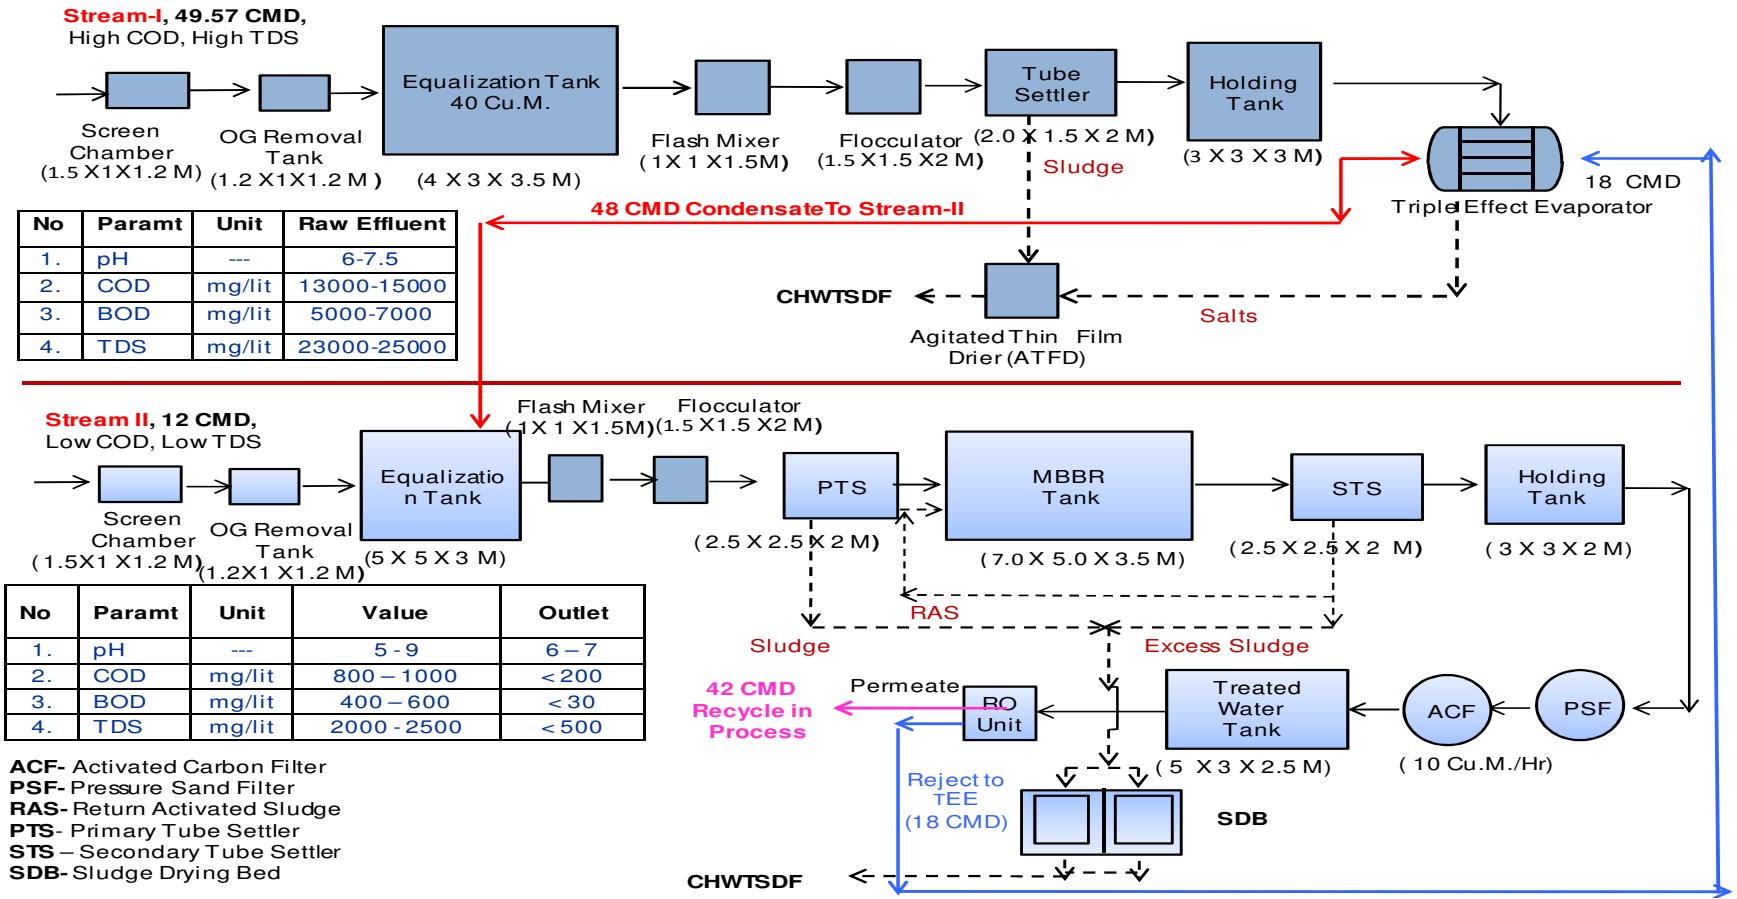 Stream-I, 49.57 CMD,
High COD, High TDS
Screen
Chamber
(1.5 X1X1.2 M)
OG Removal
Tank
(1.2 X1X1.2 M )
Equalization Tank
40 Cu.M.
(4 X 3 X 3.5 M)
Flash Mixer
(1X 1 X1.5M)
Flocculator
(1.5 X1.5 X2 M )
Tube
Settler
(2.0 X 1.5 X 2 M)
Sludge
Holding
Tank
(3 X 3 X 3 M)
18 CMD
Triple Effect Evaporator
48 CMD Condensate To Stream-II
CHWTSDF
Salts
Agitated Thin Film
Drier (ATFD)
No Paramt Unit Raw Effluent
1. pH --- 6-7.5
2. COD mg/lit 13000-15000
3. BOD mg/lit 5000-7000
4. TDS mg/lit 23000-25000
Stream II, 12 CMD,
Low COD, Low TDS
Screen
Chamber
(1.5X1 X1.2 M)
OG Removal
Tank
(1.2X1 X1.2 M)
Equalizatio
n Tank
(5 X 5 X 3 M)
Flash Mixer
( 1X 1 X1.5M)
Flocculator
(1.5 X1.5 X2 M )
PTS
(2.5 X 2.5 X 2 M )
MBBR
Tank
(7.0 X 5.0 X 3.5 M)
STS
(2.5 X 2.5 X 2 M)
Holding
Tank
( 3 X 3 X 2 M)
RAS
Sludge
Excess Sludge
No Paramt Unit Value Outlet
1. pH --- 5 - 9 6 – 7
2. COD mg/lit 800 – 1000 < 200
3. BOD mg/lit 400 – 600 < 30
4. TDS mg/lit 2000 - 2500 < 500
42 CMD
Recycle in
Process
Permeate
RO
Unit
Treated
Water
Tank
( 5 X 3 X 2.5 M)
ACF
PSF
( 10 Cu.M./Hr)
Reject to
TEE
(18 CMD)
SDB
CHWTSDF
ACF- Activated Carbon Filter
PSF- Pressure Sand Filter
RAS- Return Activated Sludge
PTS- Primary Tube Settler
STS – Secondary Tube Settler
SDB- Sludge Drying Bed